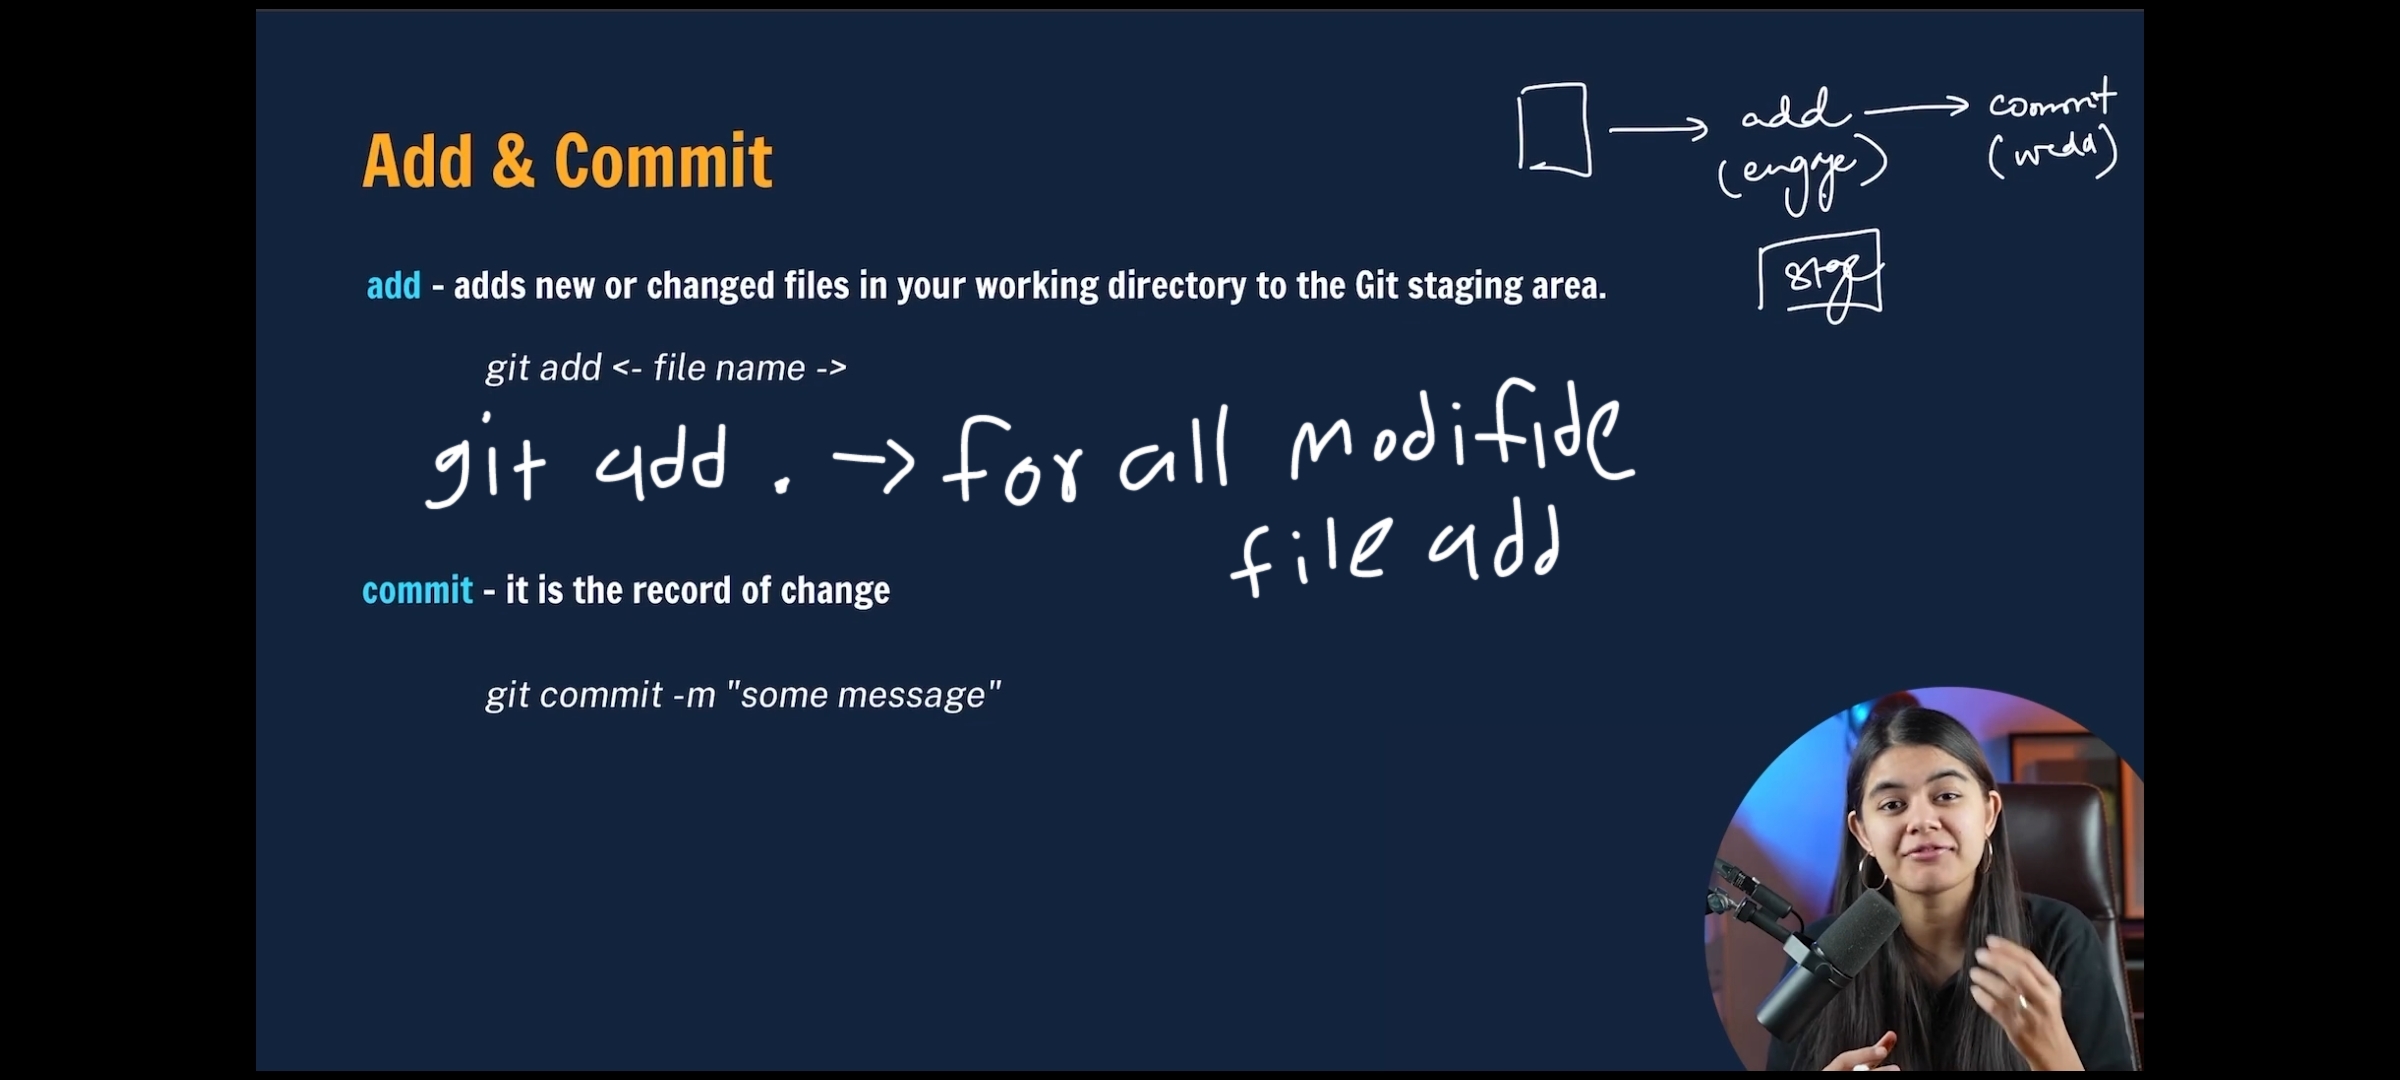 Add & Commit
add commit
(engage) (wedd)
stage
add - adds new or changed files in your working directory to the Git staging area.
git add <- file name ->
git add . → for all modifide
file add
commit - it is the record of change
git commit -m "some message"